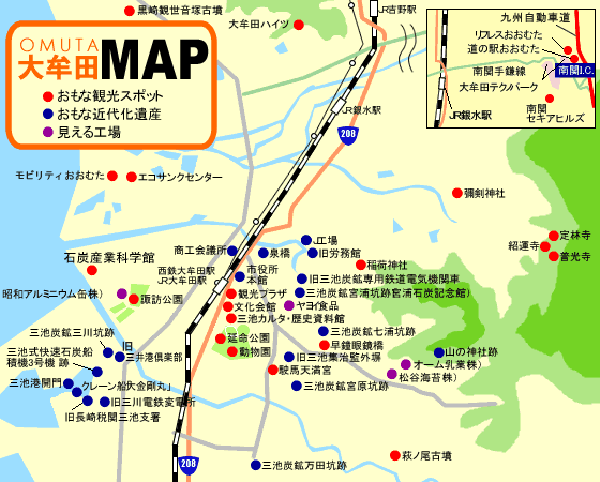 OMUTA
大牟田MAP
おもな観光スポット
おもな近代化遺産
見える工場
黒崎観世音塚古墳
大牟田ハイツ
JR吉野駅
九州自動車道
リフレスおおむた
道の駅おおむた
南関手鎌線
南関I.C.
大牟田テクノパーク
南関
セキアヒルズ
JR銀水駅
JR銀水駅
208
モビリティおおむた
エコサンクセンター
彌剣神社
定林寺
紹運寺
普光寺
商工会議所
泉橋
J工場
旧労務館
石炭産業科学館
西鉄大牟田駅
JR大牟田駅
市役所
本館
稲荷神社
旧三池炭鉱専用鉄道電気機関車
昭和アルミニウム缶(株)
諏訪公園
観光プラザ
三池炭鉱宮浦坑跡(宮浦石炭記念館)
文化会館
ヤヨイ食品
三池カルタ・歴史資料館
三池炭鉱三川坑跡
旧
三井港倶楽部
延命公園
三池炭鉱七浦坑跡
早鐘眼鏡橋
動物園
旧三池集治監外塀
山の神社跡
三池式快速石炭船
積機3号機 跡
オーム乳業(株)
松谷海苔(株)
駿馬天満宮
三池港閘門
クレーン船「大金剛丸」
三池炭鉱宮原坑跡
旧三川電鉄変電所
旧長崎税関三池支署
萩ノ尾古墳
208
三池炭鉱万田坑跡